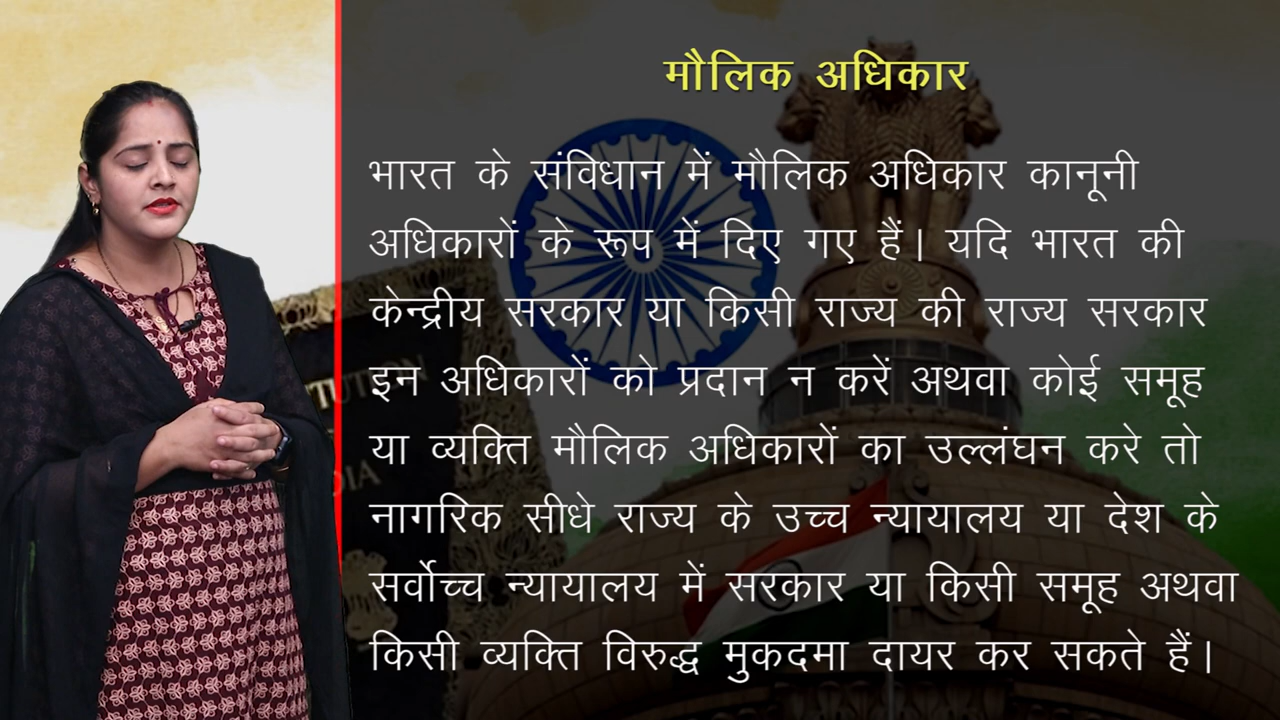 मौलिक अधिकार
भारत के संविधान में मौलिक अधिकार कानूनी
अधिकारों के रूप में दिए गए हैं। यदि भारत की
केन्द्रीय सरकार या किसी राज्य की राज्य सरकार
इन अधिकारों को प्रदान न करें अथवा कोई समूह
या व्यक्ति मौलिक अधिकारों का उल्लंघन करे तो
नागरिक सीधे राज्य के उच्च न्यायालय या देश के
सर्वोच्च न्यायालय में सरकार या किसी समूह अथवा
किसी व्यक्ति विरुद्ध मुकदमा दायर कर सकते हैं।